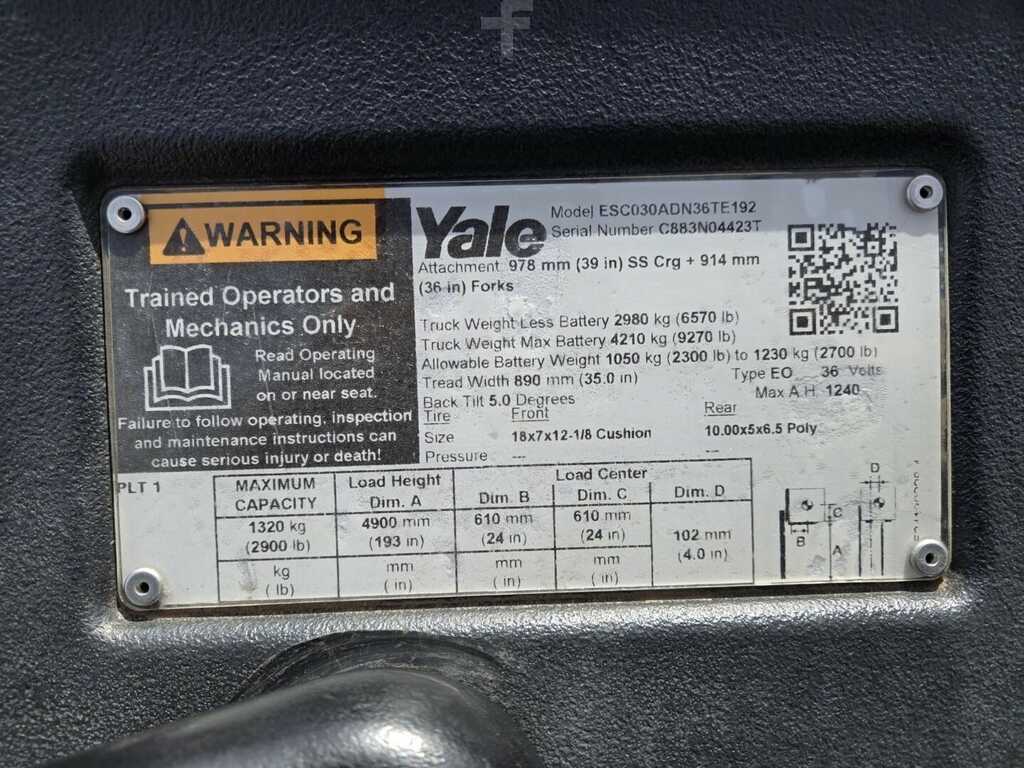 WARNING
Trained Operators and
Mechanics Only
Read Operating
Manual located
on or near seat.
Failure to follow operating, inspection
and maintenance instructions can
cause serious injury or death!
Yale
Model ESC030ADN36TE192
Serial Number C883N04423T
Attachment 978 mm (39 in) SS Crg + 914 mm
(36 in) Forks
Truck Weight Less Battery 2980 kg (6570 lb)
Truck Weight Max Battery 4210 kg (9270 lb)
Allowable Battery Weight 1050 kg (2300 lb) to 1230 kg (2700 lb)
Tread Width 890 mm (35.0 in) Type EO 36 Volts
Back Tilt 5.0 Degrees Max A.H. 1240
Tire Front Rear
Size 18x7x12-1/8 Cushion 10.00x5x6.5 Poly
Pressure --- ---
PLT 1
MAXIMUM CAPACITY Load Height Dim. A Load Center Dim. B Dim. C Dim. D
1320 kg 4900 mm 610 mm 610 mm 102 mm
(2900 lb) (193 in) (24 in) (24 in) (4.0 in)
kg mm mm mm
( lb) ( in) ( in) ( in)
D
C
B
A